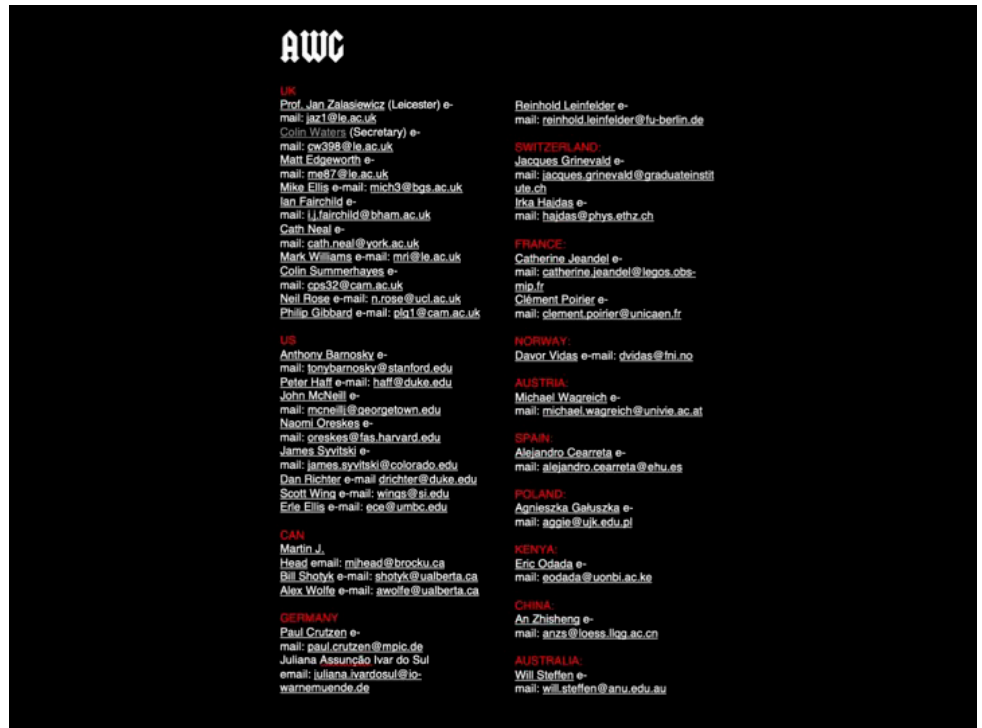 AWG
UK
Prof. Jan Zalasiewicz (Leicester) e-
mail: jaz1@le.ac.uk
Colin Waters (Secretary) e-
mail: cw398@le.ac.uk
Matt Edgeworth e-
mail: me87@le.ac.uk
Mike Ellis e-mail: mich3@bgs.ac.uk
Ian Fairchild e-
mail: i.j.fairchild@bham.ac.uk
Cath Neal e-
mail: cath.neal@york.ac.uk
Mark Williams e-mail: mri@le.ac.uk
Colin Summerhayes e-
mail: cps32@cam.ac.uk
Neil Rose e-mail: n.rose@ucl.ac.uk
Philip Gibbard e-mail: plg1@cam.ac.uk
US
Anthony Barnosky e-
mail: tonybarnosky@stanford.edu
Peter Haff e-mail: haff@duke.edu
John McNeill e-
mail: mcneillj@georgetown.edu
Naomi Oreskes e-
mail: oreskes@fas.harvard.edu
James Syvitski e-
mail: james.syvitski@colorado.edu
Dan Richter e-mail drichter@duke.edu
Scott Wing e-mail: wings@si.edu
Erle Ellis e-mail: ece@umbc.edu
CAN
Martin J.
Head email: mjhead@brocku.ca
Bill Shotyk e-mail: shotyk@ualberta.ca
Alex Wolfe e-mail: awolfe@ualberta.ca
GERMANY
Paul Crutzen e-
mail: paul.crutzen@mpic.de
Juliana Assunção Ivar do Sul
email: juliana.ivardosul@io-
warnemuende.de
Reinhold Leinfelder e-
mail: reinhold.leinfelder@fu-berlin.de
SWITZERLAND:
Jacques Grinevald e-
mail: jacques.grinevald@graduateinstit
ute.ch
Irka Hajdas e-
mail: hajdas@phys.ethz.ch
FRANCE:
Catherine Jeandel e-
mail: catherine.jeandel@legos.obs-
mip.fr
Clément Poirier e-
mail: clement.poirier@unicaen.fr
NORWAY:
Davor Vidas e-mail: dvidas@fni.no
AUSTRIA:
Michael Wagreich e-
mail: michael.wagreich@univie.ac.at
SPAIN:
Alejandro Cearreta e-
mail: alejandro.cearreta@ehu.es
POLAND:
Agnieszka Gałuszka e-
mail: aggie@ujk.edu.pl
KENYA:
Eric Odada e-
mail: eodada@uonbi.ac.ke
CHINA:
An Zhisheng e-
mail: anzs@loess.llqg.ac.cn
AUSTRALIA:
Will Steffen e-
mail: will.steffen@anu.edu.au